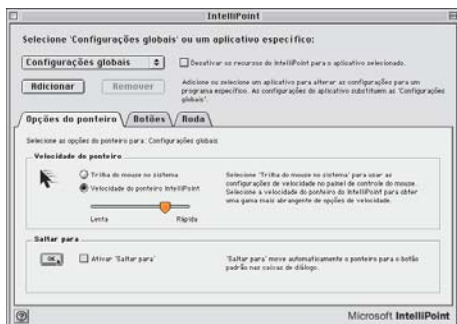 IntelliPoint
Selecione 'Configurações globais' ou um aplicativo específico:
Configurações globais
Desativar os recursos do IntelliPoint para o aplicativo selecionado.
Adicionar
Remover
Adicione ou selecione um aplicativo para alterar as configurações para um
programa específico. As configurações do aplicativo substituem as 'Configurações
globais'.
Opções do ponteiro
Botões
Roda
Selecione as opções do ponteiro para: Configurações globais
Velocidade do ponteiro
Trilha do mouse no sistema
Velocidade do ponteiro IntelliPoint
Lenta
Rápida
Selecione 'Trilha do mouse no sistema' para usar as
configurações de velocidade no painel de controle do mouse.
Selecione a velocidade do ponteiro do IntelliPoint para obter
uma gama mais abrangente de opções de velocidade.
Saltar para
OK
Ativar 'Saltar para'
'Saltar para' move automaticamente o ponteiro para o botão
padrão nas caixas de diálogo.
Microsoft IntelliPoint